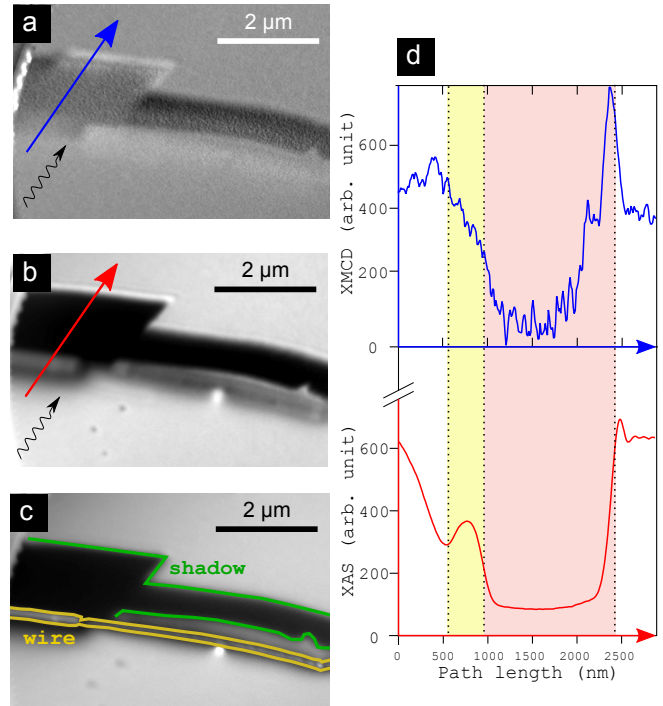 a
2 µm
b
2 µm
c
2 µm
shadow
wire
d
XMCD (arb. unit)
600
400
200
0
XAS (arb. unit)
600
400
200
0
0
500
1000
1500
2000
2500
Path length (nm)